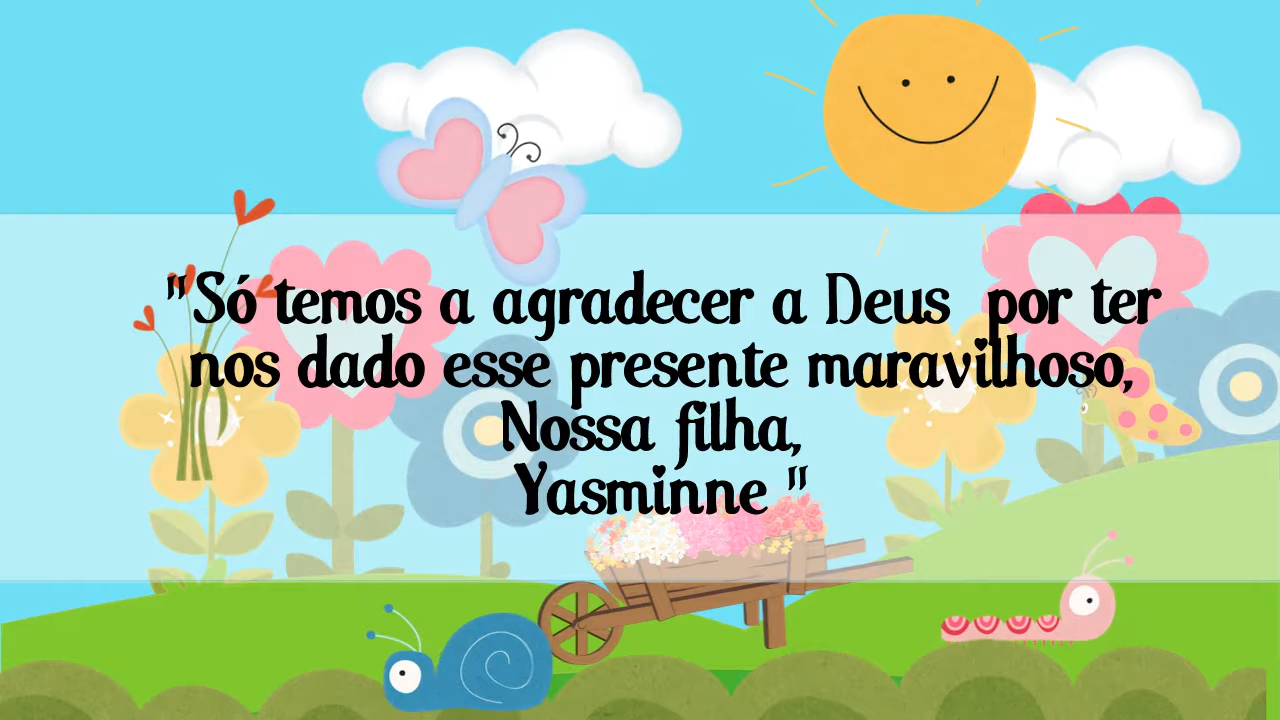 "Só temos a agradecer a Deus por ter
nos dado esse presente maravilhoso,
Nossa filha,
Yasminne "